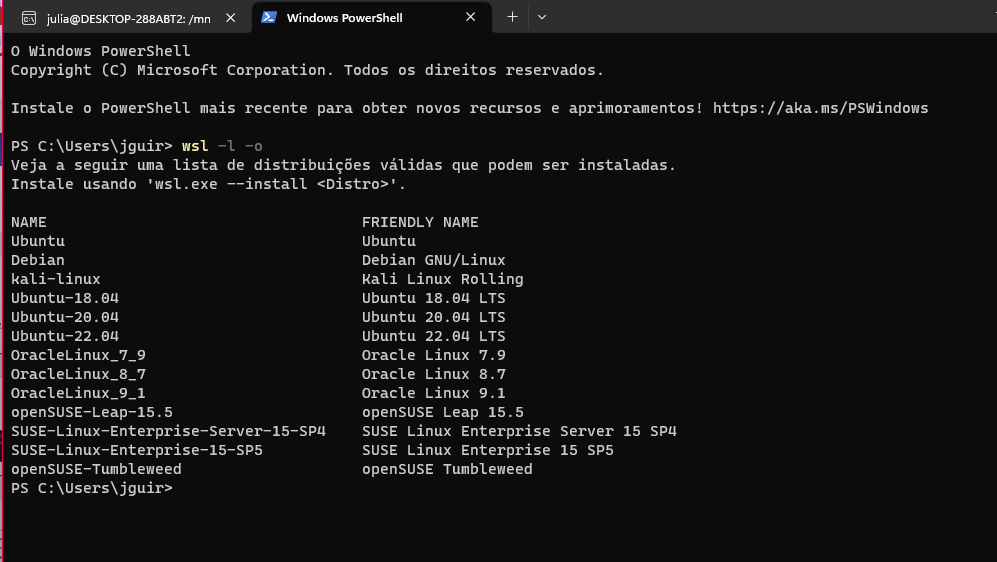 julia@DESKTOP-288ABT2: /mn
Windows PowerShell
O Windows PowerShell
Copyright (C) Microsoft Corporation. Todos os direitos reservados.
Instale o PowerShell mais recente para obter novos recursos e aprimoramentos! https://aka.ms/PSWindows
PS C:\Users\jguir> wsl -l -o
Veja a seguir uma lista de distribuições válidas que podem ser instaladas.
Instale usando 'wsl.exe --install <Distro>'.
NAME FRIENDLY NAME
Ubuntu Ubuntu
Debian Debian GNU/Linux
kali-linux Kali Linux Rolling
Ubuntu-18.04 Ubuntu 18.04 LTS
Ubuntu-20.04 Ubuntu 20.04 LTS
Ubuntu-22.04 Ubuntu 22.04 LTS
OracleLinux_7_9 Oracle Linux 7.9
OracleLinux_8_7 Oracle Linux 8.7
OracleLinux_9_1 Oracle Linux 9.1
openSUSE-Leap-15.5 openSUSE Leap 15.5
SUSE-Linux-Enterprise-Server-15-SP4 SUSE Linux Enterprise Server 15 SP4
SUSE-Linux-Enterprise-15-SP5 SUSE Linux Enterprise 15 SP5
openSUSE-Tumbleweed openSUSE Tumbleweed
PS C:\Users\jguir>